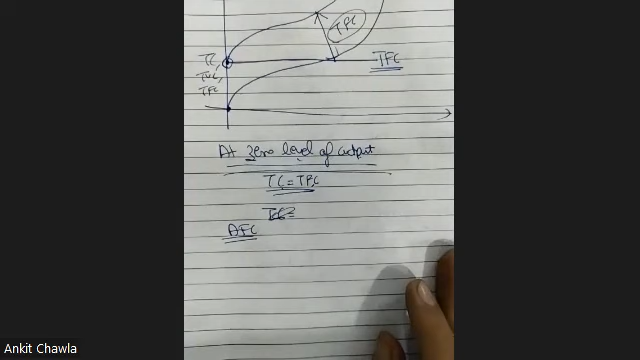 TFC
TC,
TVC,
TFC
TFC
At zero level of output
TC = TFC
AFC
Ankit Chawla